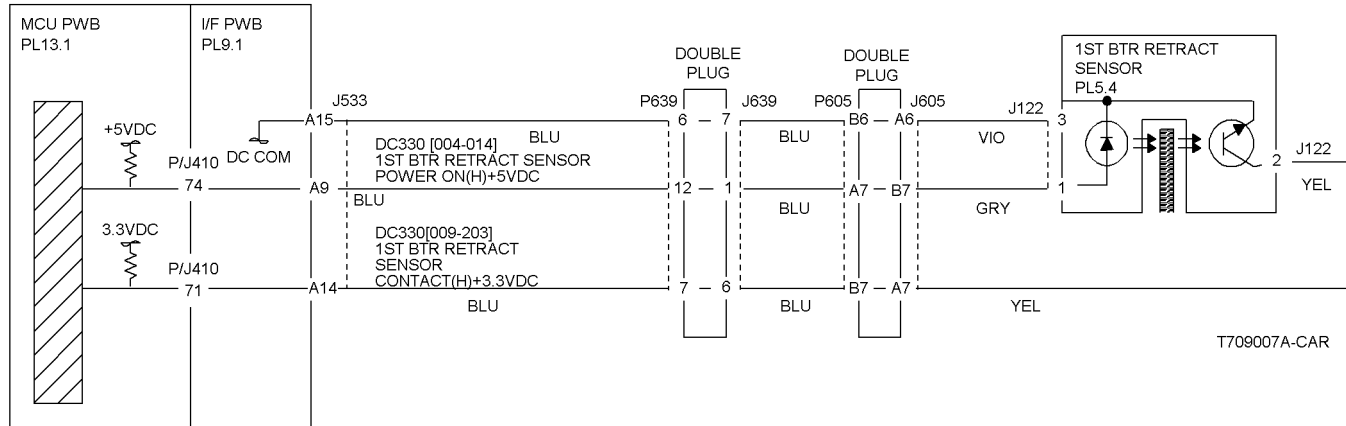 MCU PWB
PL13.1
I/F PWB
PL9.1
+5VDC
P/J410
74
3.3VDC
P/J410
71
DC COM
J533
A15
A9
A14
BLU
DC330 [004-014]
1ST BTR RETRACT SENSOR
POWER ON(H)+5VDC
BLU
DC330[009-203]
1ST BTR RETRACT
SENSOR
CONTACT(H)+3.3VDC
BLU
DOUBLE
PLUG
P639
J639
6 – 7
12 – 1
7 – 6
BLU
BLU
BLU
DOUBLE
PLUG
P605
J605
B6 – A6
A7 – B7
B7 – A7
VIO
GRY
YEL
J122
3
1
1ST BTR RETRACT
SENSOR
PL5.4
2
J122
YEL
T709007A-CAR